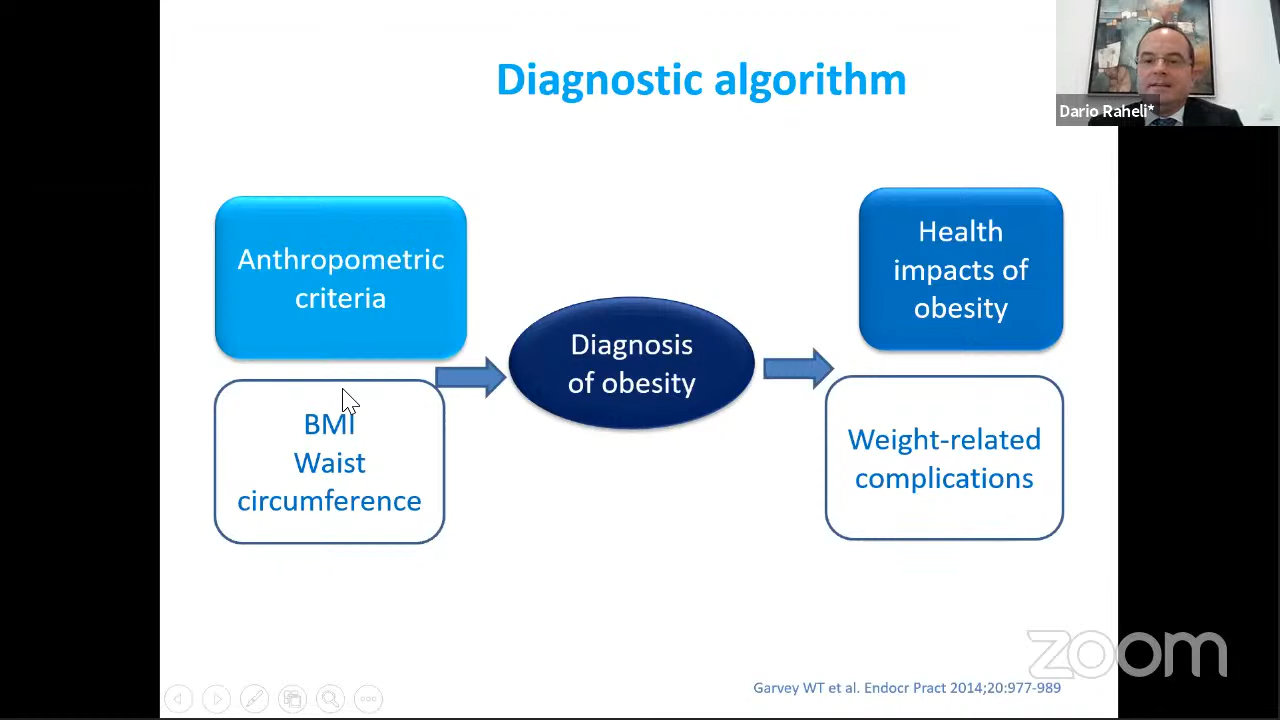 Diagnostic algorithm
Dario Raheli*
Anthropometric
criteria
BMI
Waist
circumference
Diagnosis
of obesity
Health
impacts of
obesity
Weight-related
complications
zoom
Garvey WT et al. Endocr Pract 2014;20:977-989